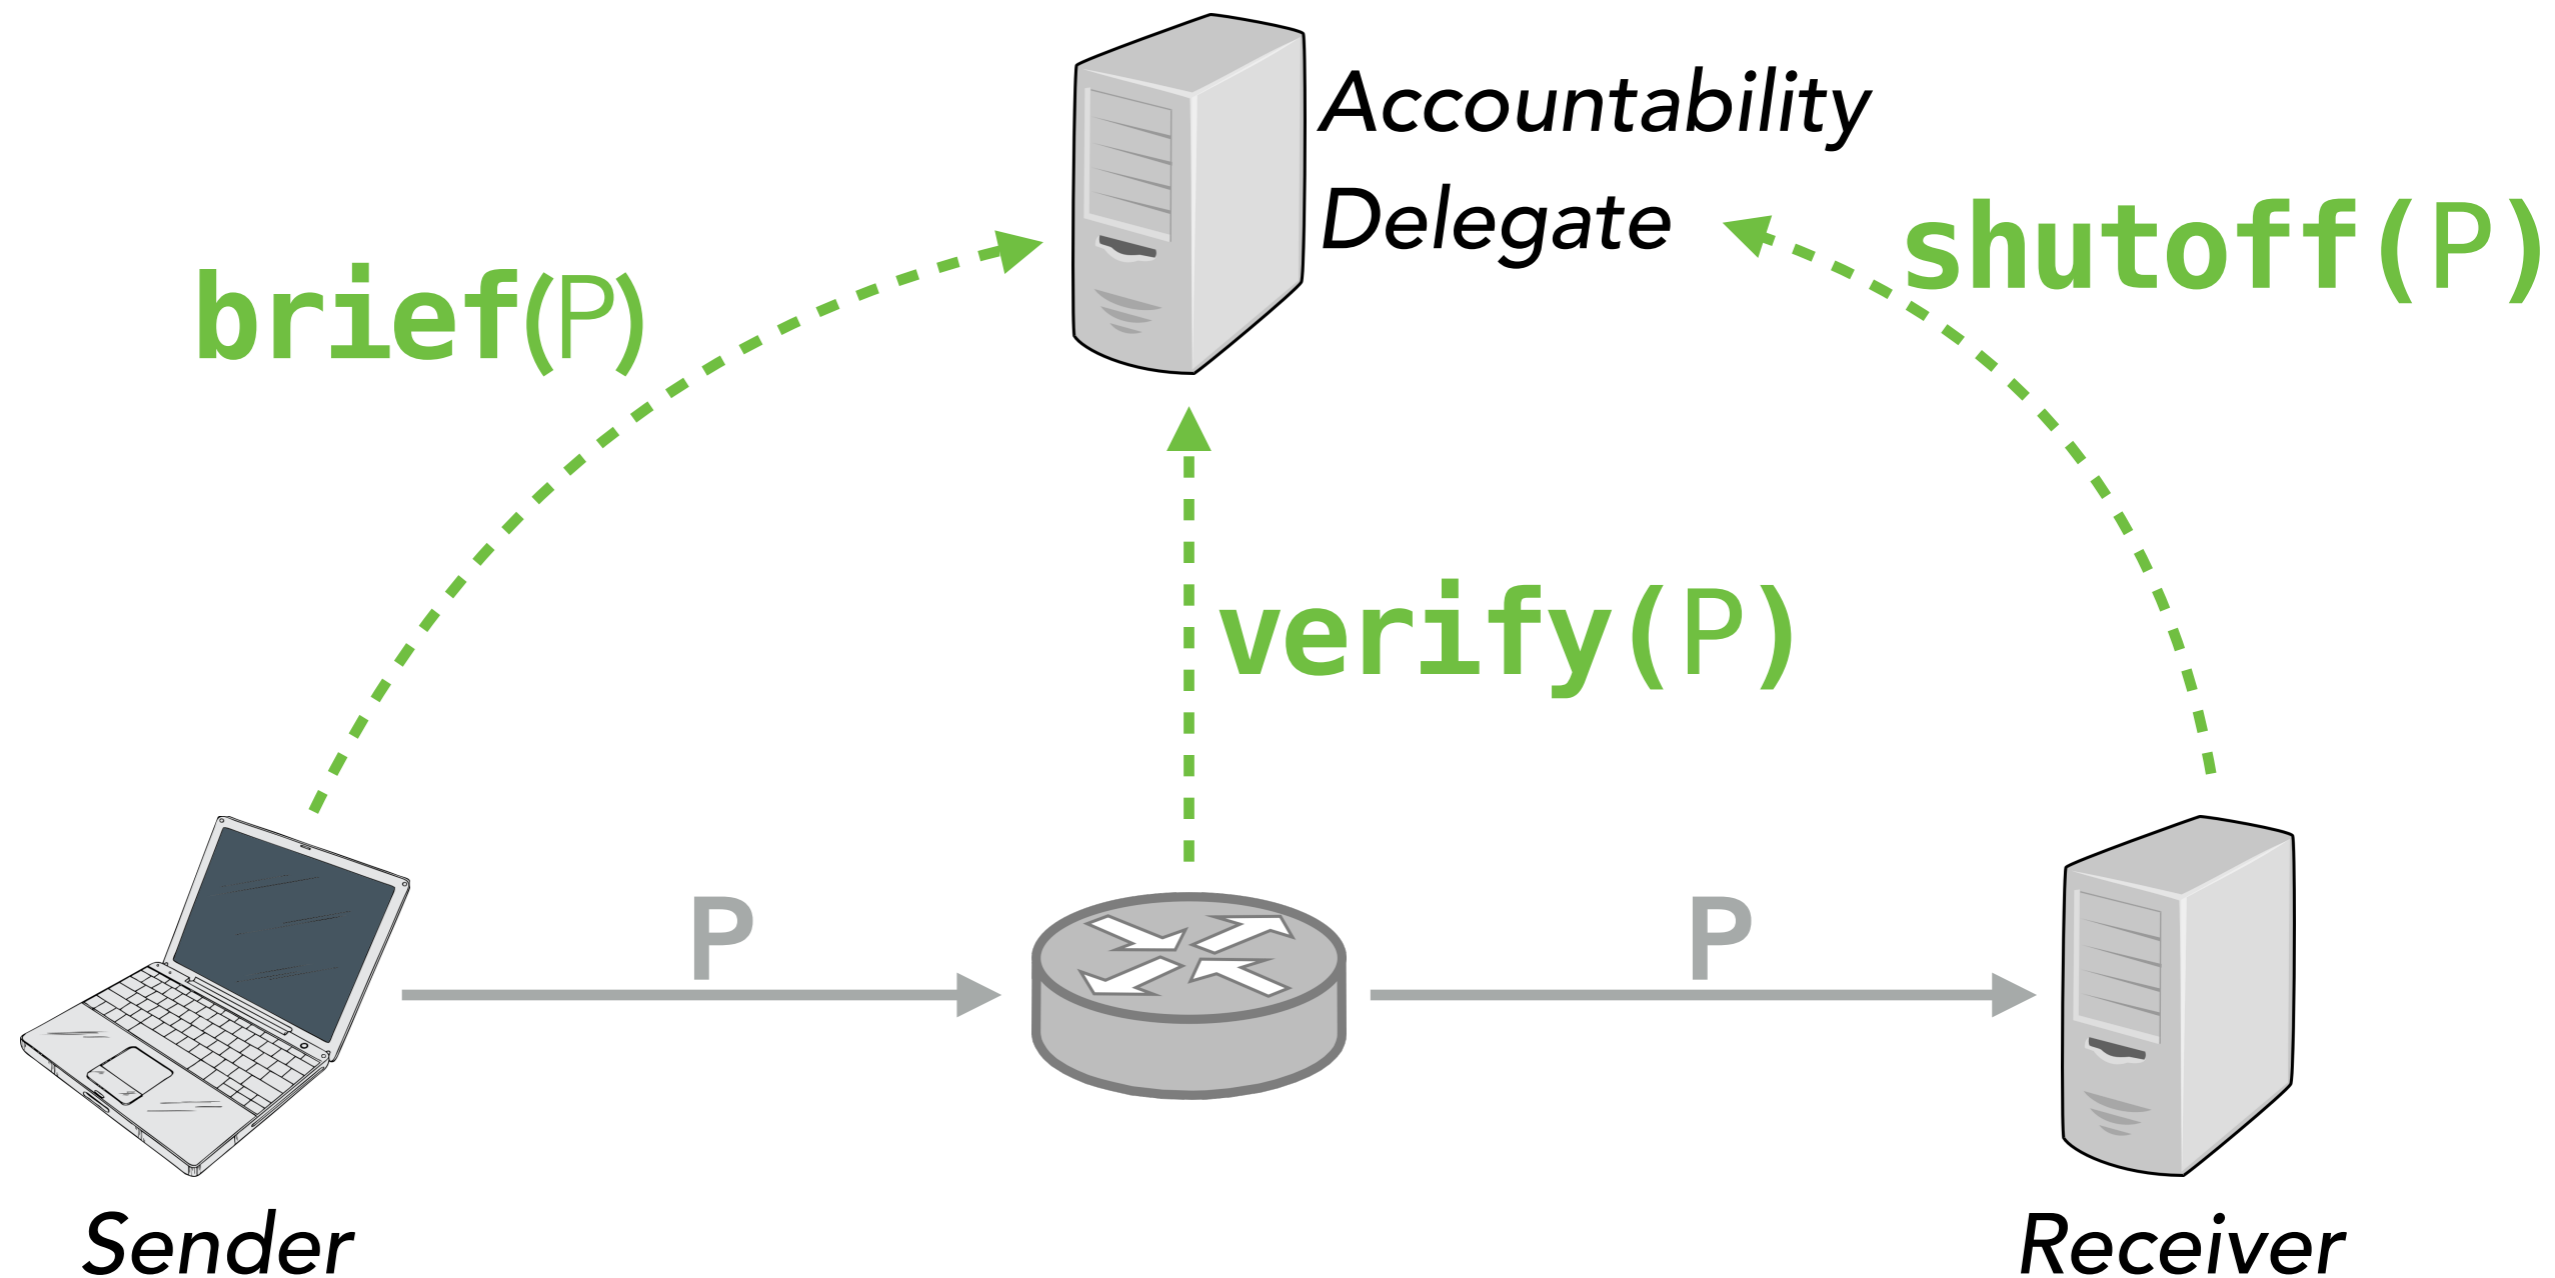 Accountability
Delegate
brief(P)
shutoff(P)
verify(P)
P
P
Sender
Receiver